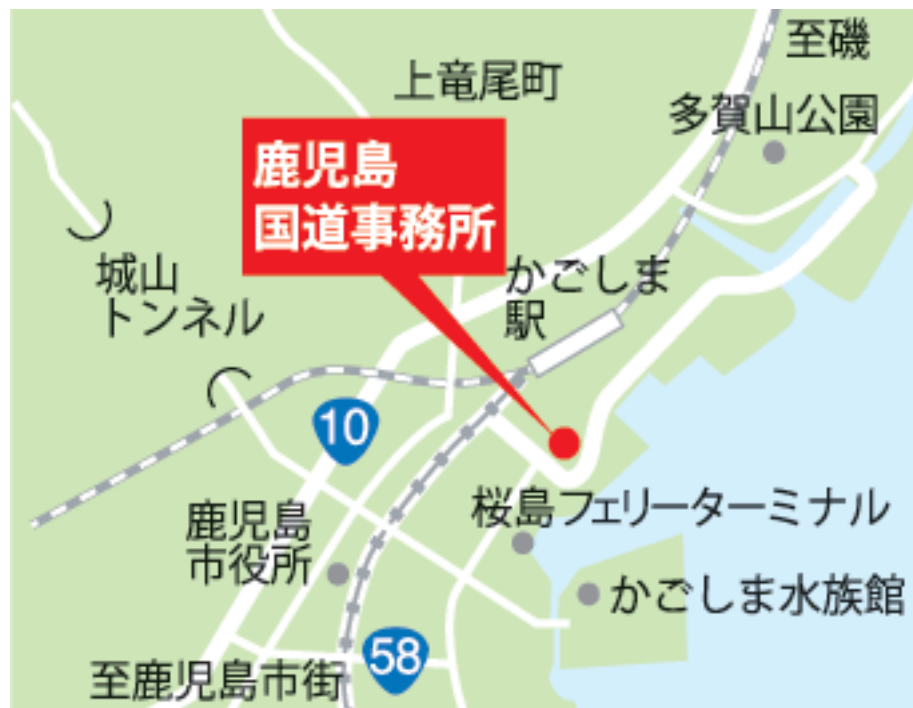 至磯
上竜尾町
多賀山公園
鹿児島
国道事務所
城山
トンネル
かごしま
駅
10
桜島フェリーターミナル
鹿児島
市役所
かごしま水族館
58
至鹿児島市街